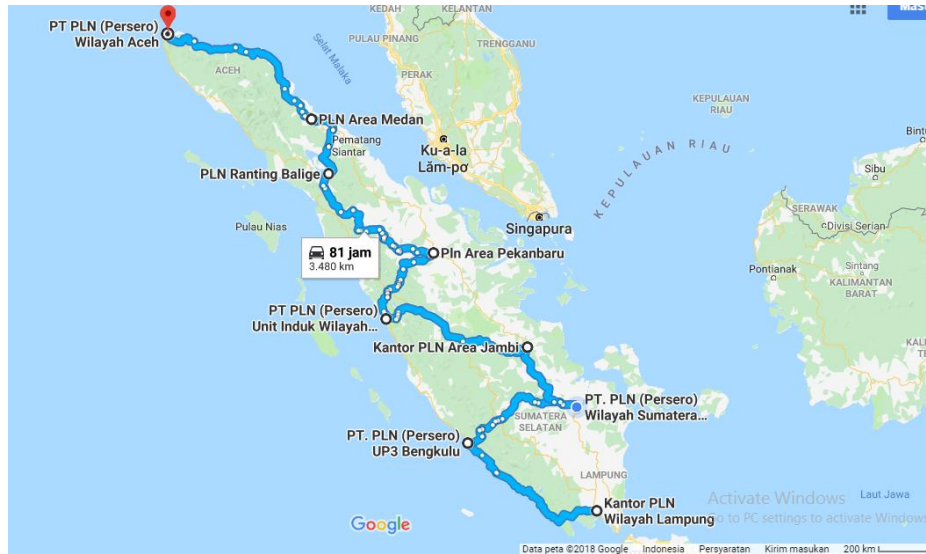 KEDAH
KELANTAN
Mas
PT PLN (Persero)
Wilayah Aceh
PULAU PINANG
TRENGGANU
Selat Malaka
ACEH
PERAK
KEPULAUAN
RIAU
PLN Area Medan
Pematang
Siantar
Ku-a-la
Lăm-pơ
Bintu
PLN Ranting Balige
Sibu
KEPULAUAN RIAU
SERAWAK
Divisi Serian
Pulau Nias
Singapura
81 jam
3.480 km
Pln Area Pekanbaru
Pontianak
Sintang
KALIMANTAN
BARAT
PT PLN (Persero)
Unit Induk Wilayah...
Kantor PLN Area Jambi
KAL
TE
PT. PLN (Persero)
Wilayah Sumatera...
SUMATERA
SELATAN
PT. PLN (Persero)
UP3 Bengkulu
LAMPUNG
Kantor PLN
Wilayah Lampung
Activate Windows
Go to PC settings to activate Windows
Laut Jawa
Google
Data peta ©2018 Google Indonesia Persyaratan Kirim masukan 200 km